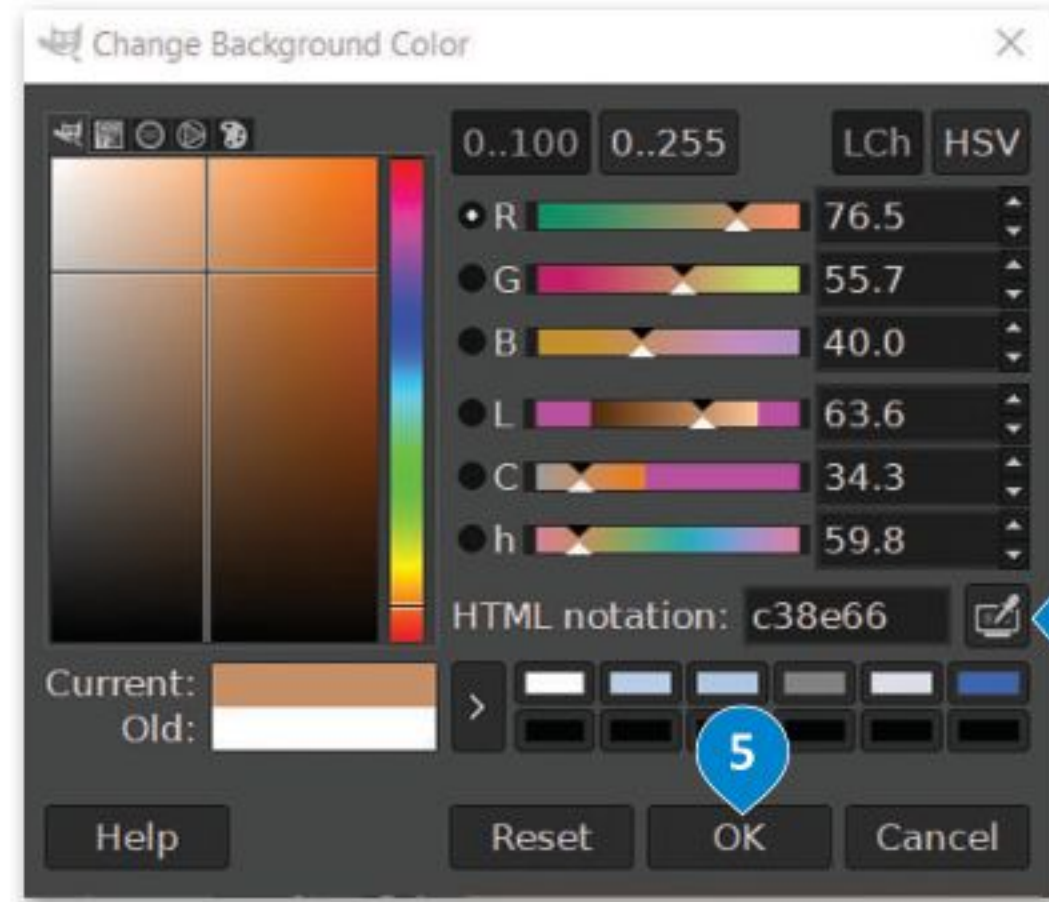 Change Background Color
0..100 0..255 LCh HSV
R 76.5
G 55.7
B 40.0
L 63.6
C 34.3
h 59.8
HTML notation: c38e66
Current:
Old:
>
5
Help Reset OK Cancel